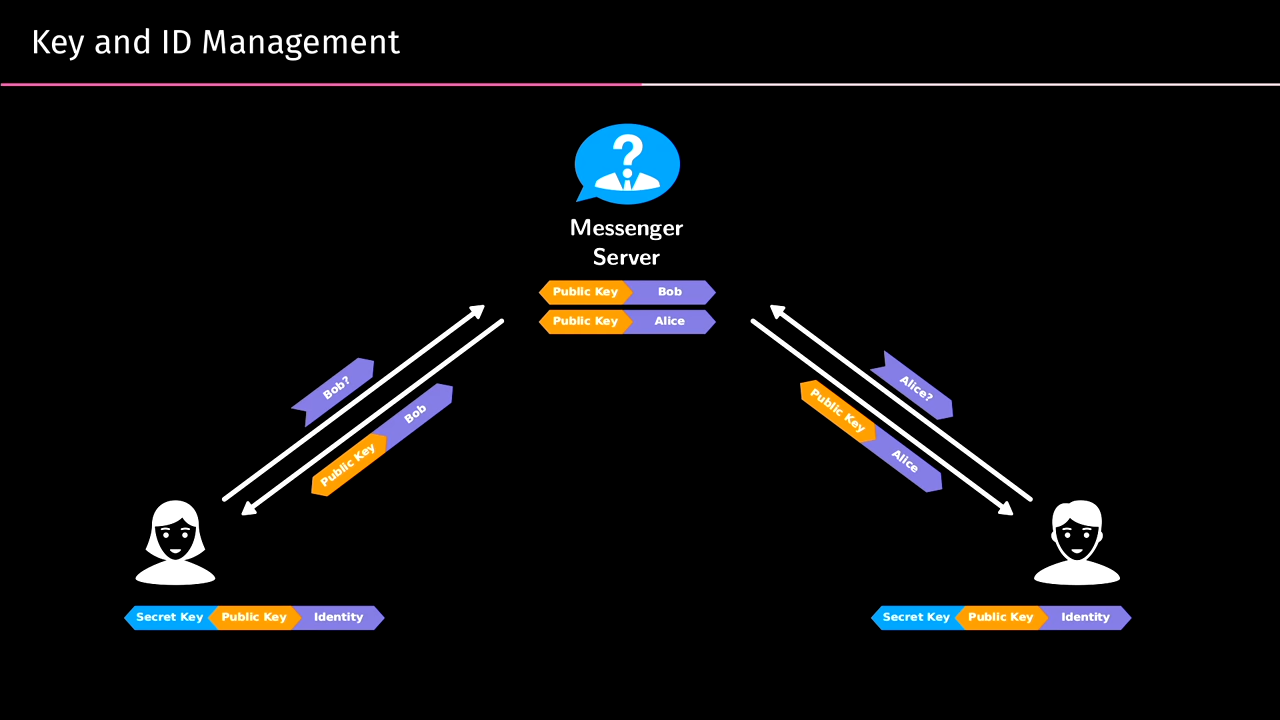 Key and ID Management
Messenger
Server
Public Key Bob
Public Key Alice
Bob?
Public Key Bob
Alice?
Public Key Alice
Secret Key Public Key Identity
Secret Key Public Key Identity